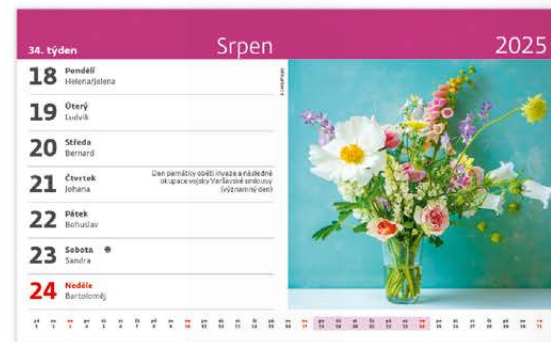 34. týden Srpen 2025
18 Pondělí
Helena/Jelena
19 Úterý
Ludvík
20 Středa
Bernard
21 Čtvrtek
Johana
Den památky obětí invaze a následné
okupace vojsky Varšavské smlouvy
(významný den)
22 Pátek
Bohuslav
23 Sobota
Sandra
24 Neděle
Bartoloměj